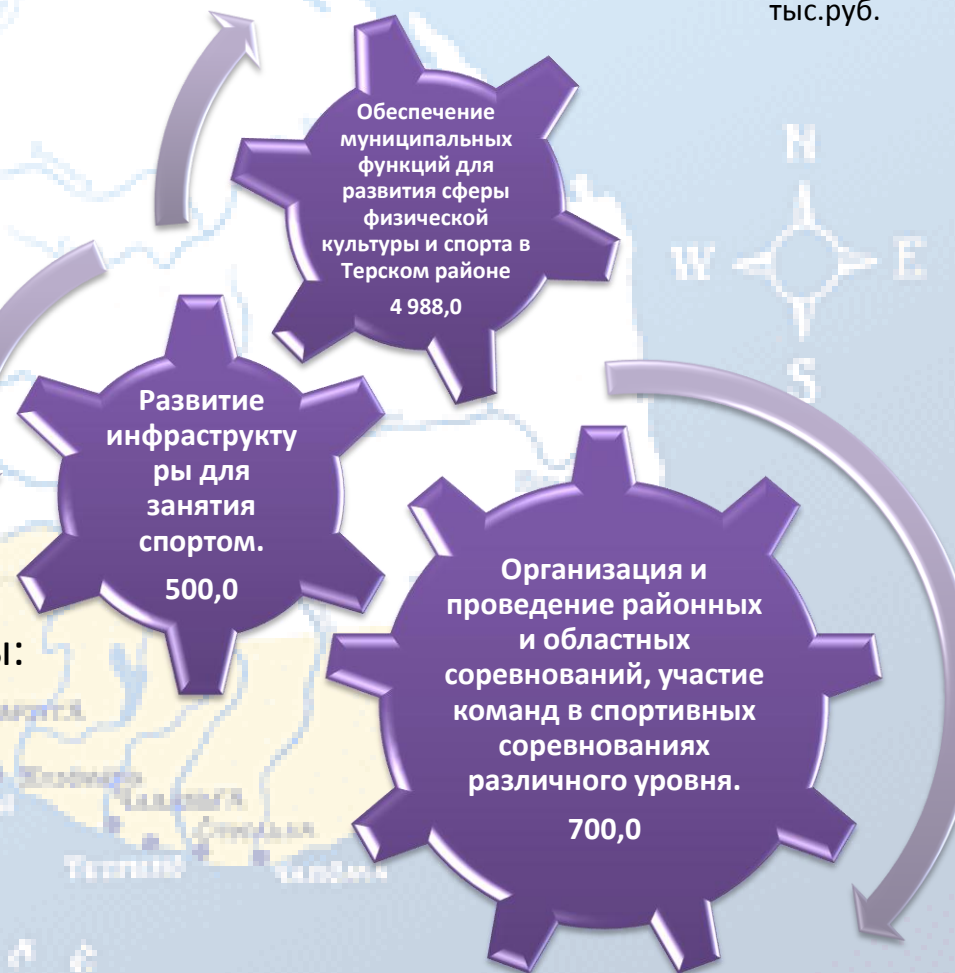 тыс.руб.
Обеспечение
муниципальных
функций для
развития сферы
физической
культуры и спорта в
Терском районе
4 988,0
N
W
E
S
Развитие
инфраструкту
ры для
занятия
спортом.
500,0
Организация и
проведение районных
и областных
соревнований, участие
команд в спортивных
соревнованиях
различного уровня.
700,0
ы: